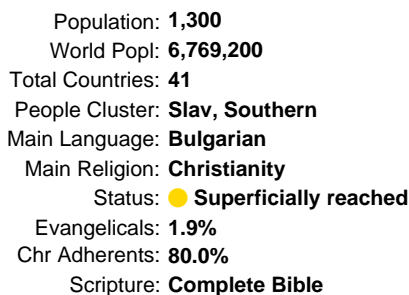 Population: 1,300
World Popl: 6,769,200
Total Countries: 41
People Cluster: Slav, Southern
Main Language: Bulgarian
Main Religion: Christianity
Status: Superficially reached
Evangelicals: 1.9%
Chr Adherents: 80.0%
Scripture: Complete Bible